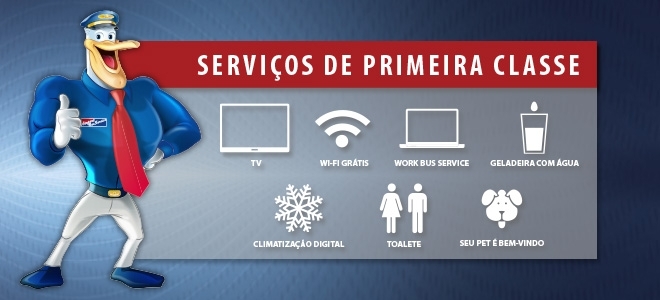 SERVIÇOS DE PRIMEIRA CLASSE
TV
WI-FI GRÁTIS
WORK BUS SERVICE
GELADEIRA COM ÁGUA
CLIMATIZAÇÃO DIGITAL
TOALETE
SEU PET É BEM-VINDO